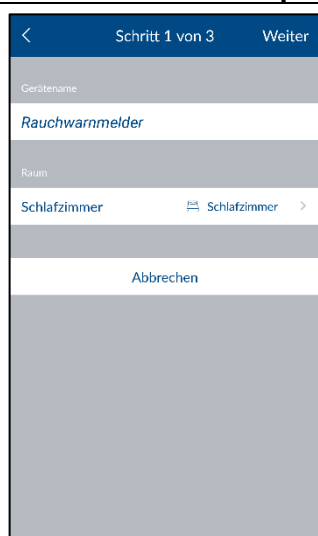 Schritt 1 von 3 Weiter
Gerätename
Rauchwarnmelder
Raum
Schlafzimmer Schlafzimmer
Abbrechen